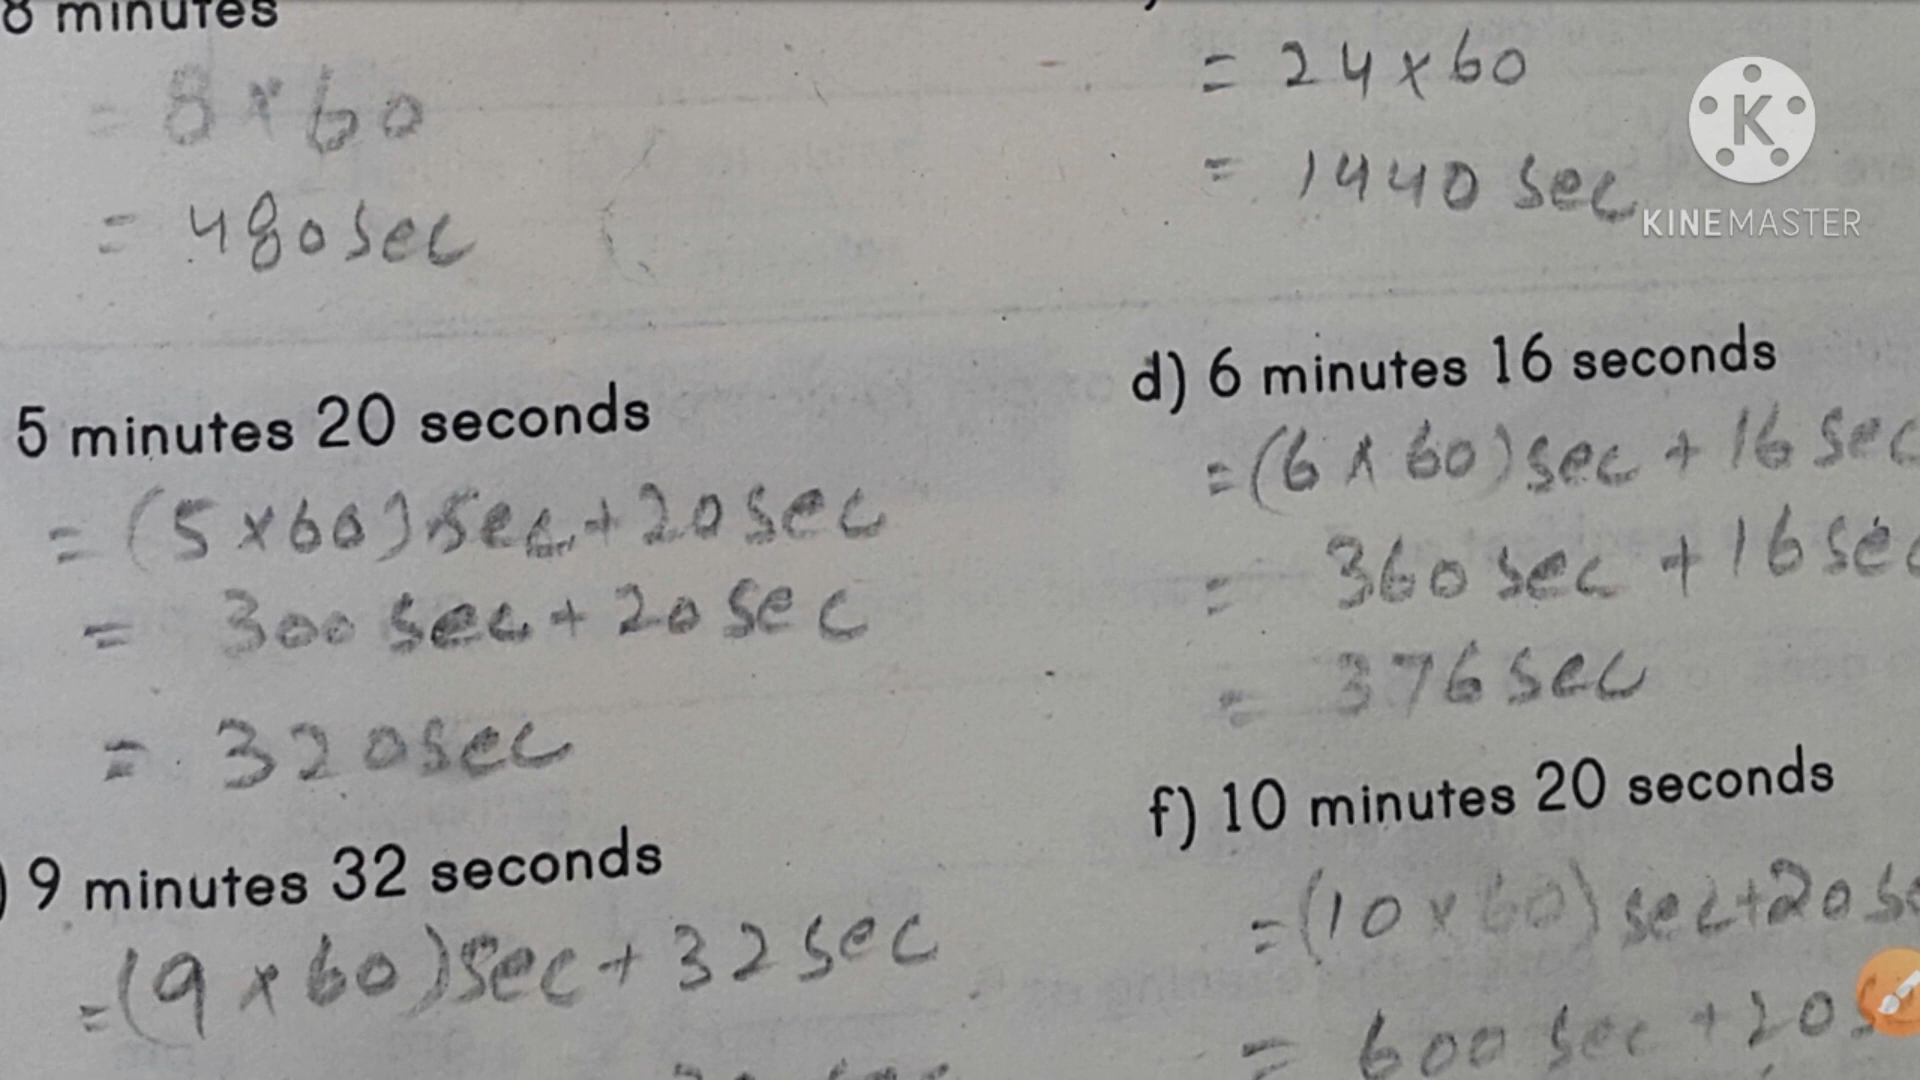 8 minutes
= 8 × 60
= 480 sec
= 24 × 60
= 1440 sec
K
KINEMASTER
5 minutes 20 seconds
= (5 × 60) sec + 20 sec
= 300 sec + 20 sec
= 320 sec
d) 6 minutes 16 seconds
= (6 × 60) sec + 16 sec
= 360 sec + 16 sec
= 376 sec
) 9 minutes 32 seconds
= (9 × 60) sec + 32 sec
f) 10 minutes 20 seconds
= (10 × 60) sec + 20 se
= 600 sec + 20 s